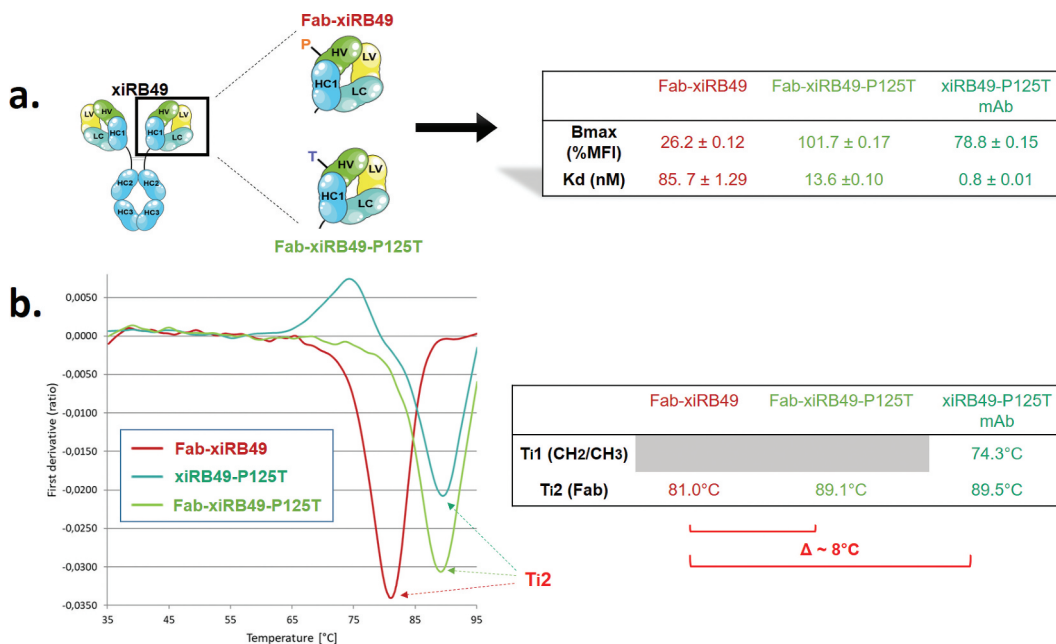 a.
xiRB49
LV HV HV LV
LC HC1 HC1 LC
HC2 HC2
HC3 HC3
Fab-xiRB49
P
HV LV
HC1 LC
T
HV LV
HC1 LC
Fab-xiRB49-P125T
Fab-xiRB49 Fab-xiRB49-P125T xiRB49-P125T
mAb
Bmax
(%MFI) 26.2 ± 0.12 101.7 ± 0.17 78.8 ± 0.15
Kd (nM) 85. 7 ± 1.29 13.6 ±0.10 0.8 ± 0.01
b.
First derivative (ratio)
0,0050
0,0000
-0,0050
-0,0100
-0,0150
-0,0200
-0,0250
-0,0300
-0,0350
35 45 55 65 75 85 95
Temperature [°C]
Fab-xiRB49
xiRB49-P125T
Fab-xiRB49-P125T
Ti2
Fab-xiRB49 Fab-xiRB49-P125T xiRB49-P125T
mAb
Ti1 (CH2/CH3) 74.3°C
Ti2 (Fab) 81.0°C 89.1°C 89.5°C
Δ ~ 8°C